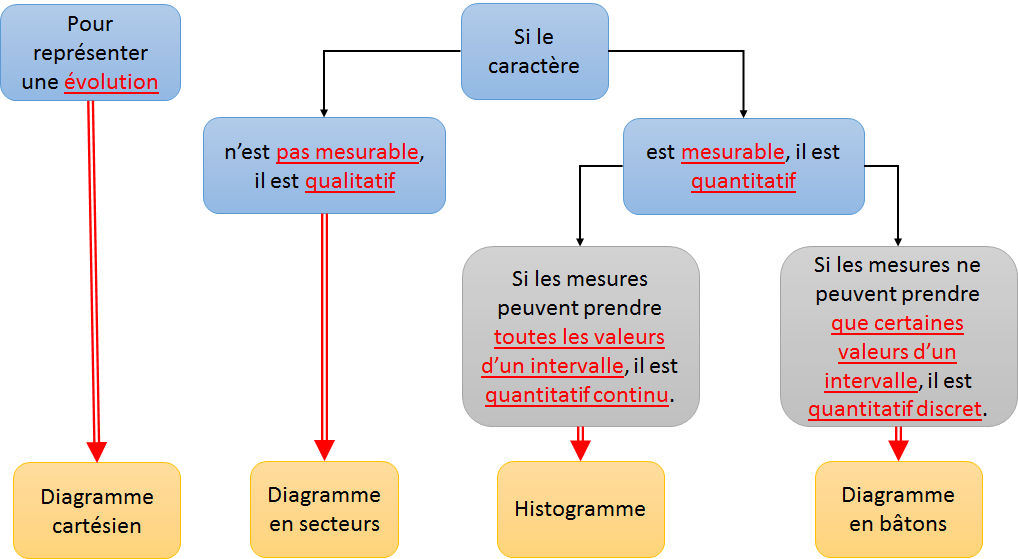 Pour
représenter
une évolution
Si le
caractère
n’est pas mesurable,
il est qualitatif
est mesurable, il est
quantitatif
Si les mesures
peuvent prendre
toutes les valeurs
d’un intervalle, il est
quantitatif continu.
Si les mesures ne
peuvent prendre
que certaines
valeurs d’un
intervalle, il est
quantitatif discret.
Diagramme
cartésien
Diagramme
en secteurs
Histogramme
Diagramme
en bâtons